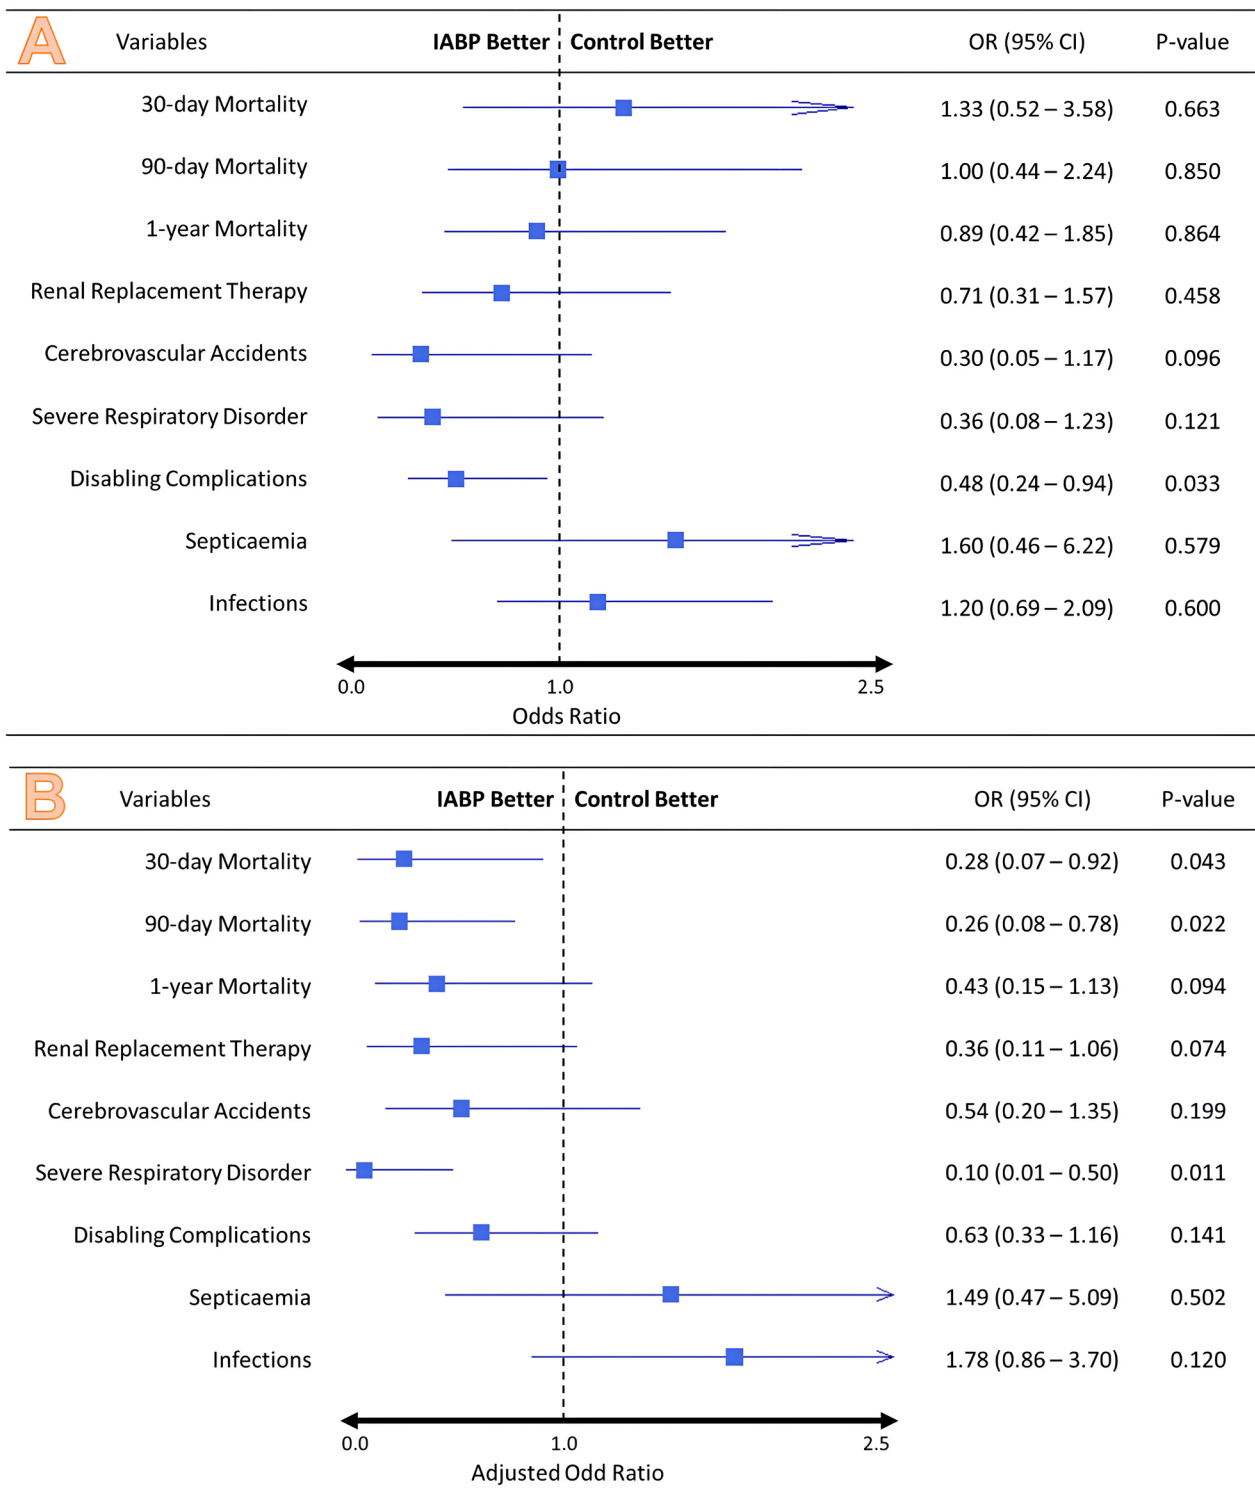 A
Variables IABP Better Control Better OR (95% CI) P-value
30-day Mortality 1.33 (0.52 – 3.58) 0.663
90-day Mortality 1.00 (0.44 – 2.24) 0.850
1-year Mortality 0.89 (0.42 – 1.85) 0.864
Renal Replacement Therapy 0.71 (0.31 – 1.57) 0.458
Cerebrovascular Accidents 0.30 (0.05 – 1.17) 0.096
Severe Respiratory Disorder 0.36 (0.08 – 1.23) 0.121
Disabling Complications 0.48 (0.24 – 0.94) 0.033
Septicaemia 1.60 (0.46 – 6.22) 0.579
Infections 1.20 (0.69 – 2.09) 0.600
0.0 1.0 2.5
Odds Ratio
B
Variables IABP Better Control Better OR (95% CI) P-value
30-day Mortality 0.28 (0.07 – 0.92) 0.043
90-day Mortality 0.26 (0.08 – 0.78) 0.022
1-year Mortality 0.43 (0.15 – 1.13) 0.094
Renal Replacement Therapy 0.36 (0.11 – 1.06) 0.074
Cerebrovascular Accidents 0.54 (0.20 – 1.35) 0.199
Severe Respiratory Disorder 0.10 (0.01 – 0.50) 0.011
Disabling Complications 0.63 (0.33 – 1.16) 0.141
Septicaemia 1.49 (0.47 – 5.09) 0.502
Infections 1.78 (0.86 – 3.70) 0.120
0.0 1.0 2.5
Adjusted Odd Ratio